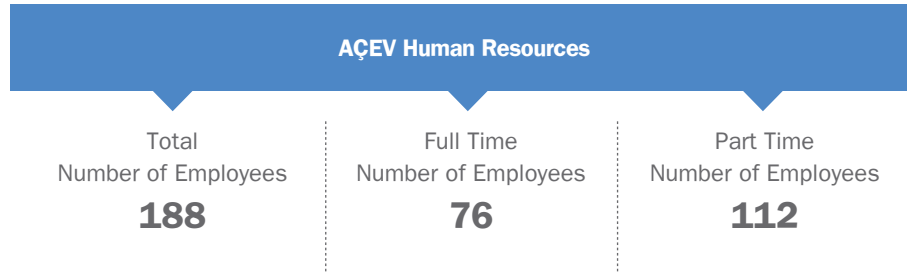 AÇEV Human Resources
Total
Number of Employees
188
Full Time
Number of Employees
76
Part Time
Number of Employees
112